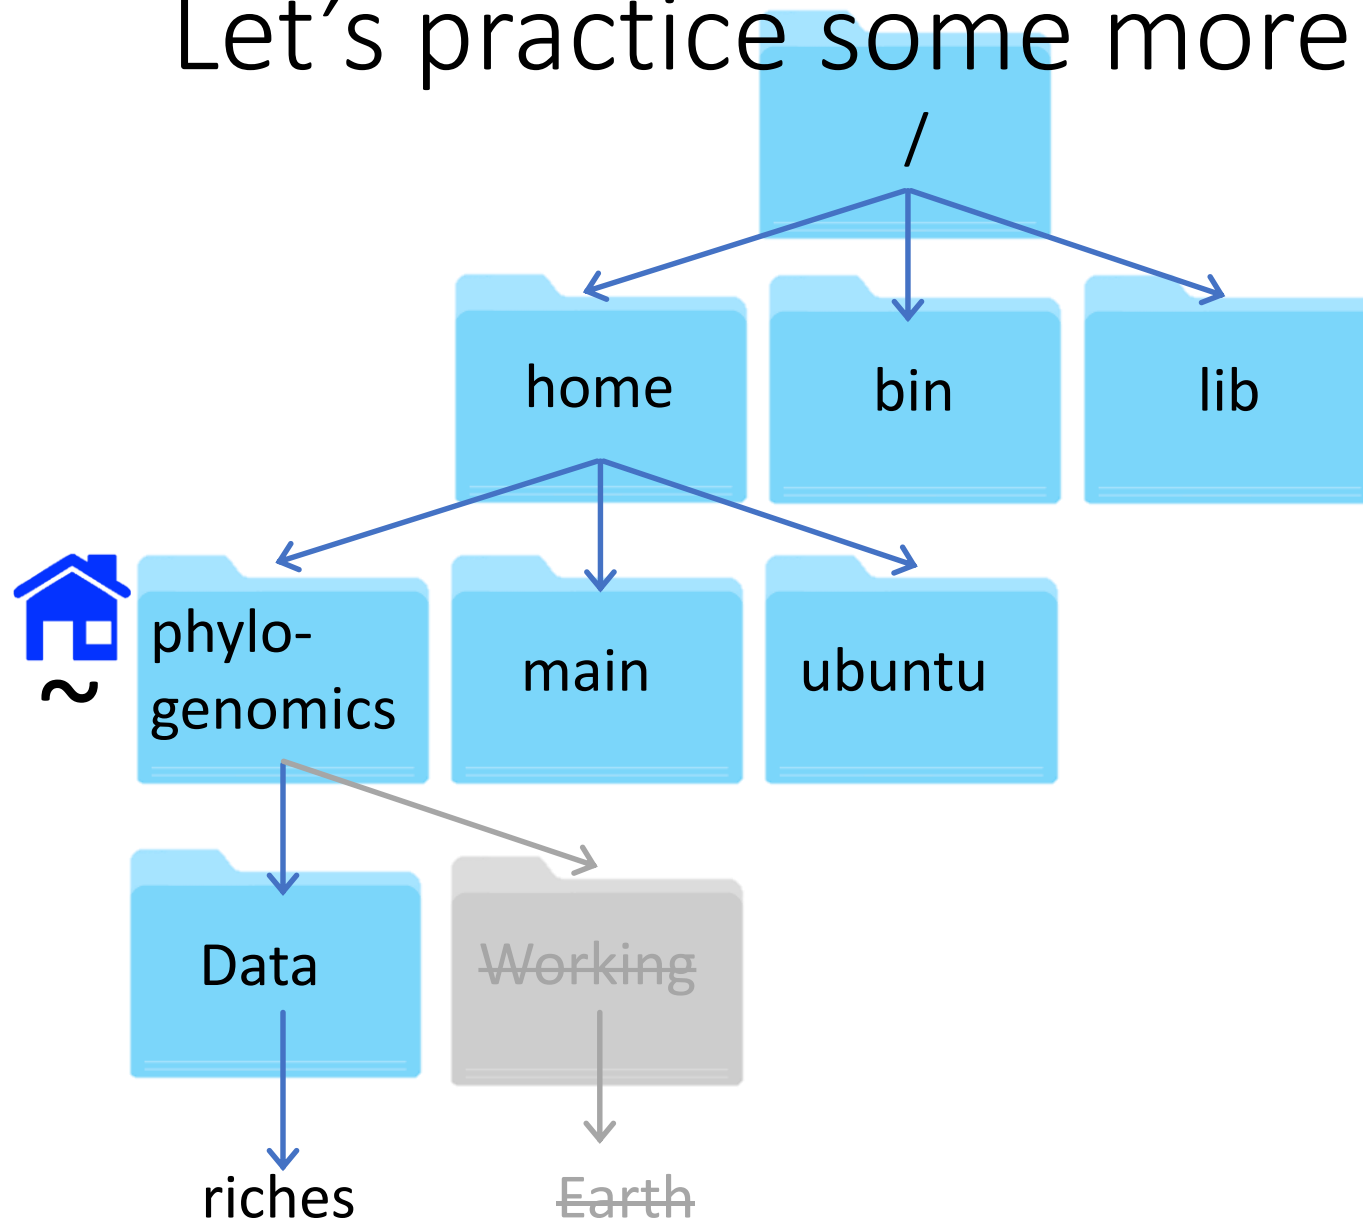 Let’s practice some more
/
home
bin
lib
phylo-
genomics
~
main
ubuntu
Data
Working
riches
Earth